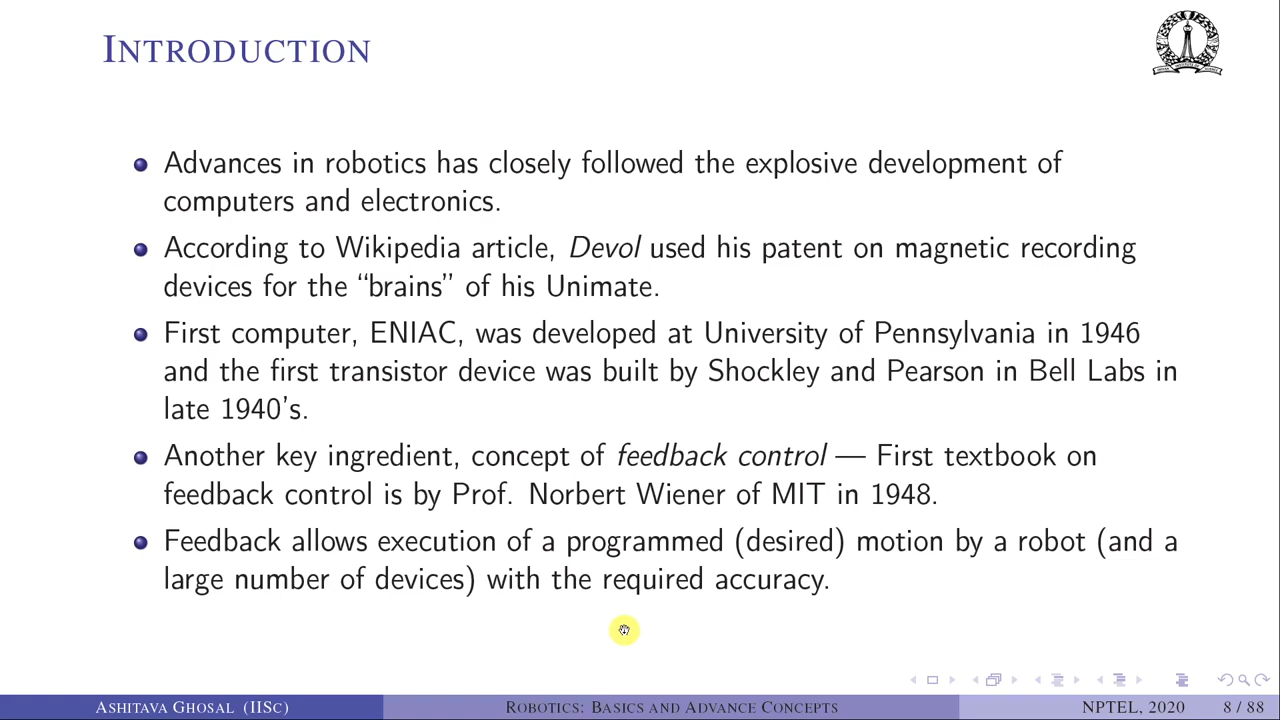 INTRODUCTION
Advances in robotics has closely followed the explosive development of
computers and electronics.
According to Wikipedia article, Devol used his patent on magnetic recording
devices for the “brains” of his Unimate.
First computer, ENIAC, was developed at University of Pennsylvania in 1946
and the first transistor device was built by Shockley and Pearson in Bell Labs in
late 1940’s.
Another key ingredient, concept of feedback control — First textbook on
feedback control is by Prof. Norbert Wiener of MIT in 1948.
Feedback allows execution of a programmed (desired) motion by a robot (and a
large number of devices) with the required accuracy.
ASHITAVA GHOSAL (IISC) ROBOTICS: BASICS AND ADVANCE CONCEPTS NPTEL, 2020 8 / 88